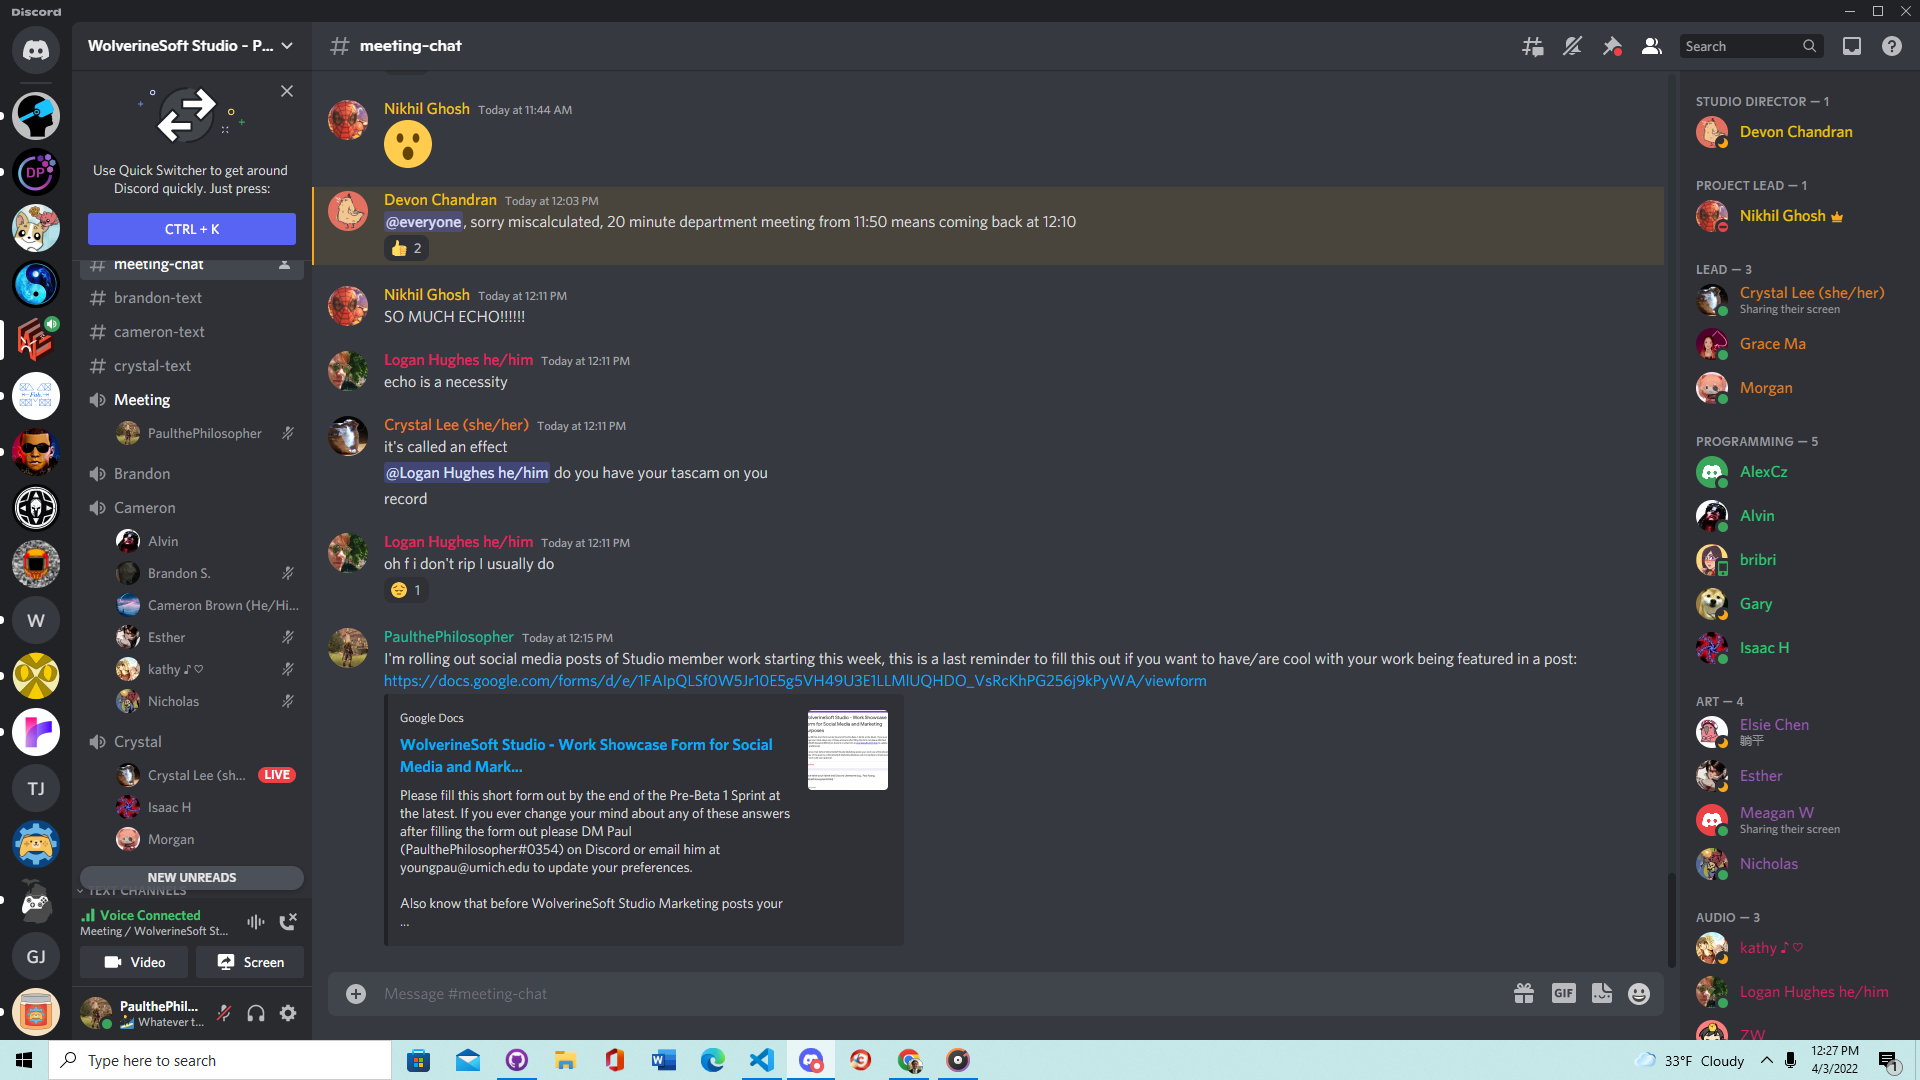 Discord
WolverineSoft Studio - P...
meeting-chat
Search
Use Quick Switcher to get around
Discord quickly. Just press:
CTRL + K
meeting-chat
brandon-text
cameron-text
crystal-text
Meeting
PaulthePhilosopher
Brandon
Cameron
Alvin
Brandon S.
Cameron Brown (He/Hi...
Esther
kathy ♪ ♡
Nicholas
Crystal
Crystal Lee (sh... LIVE
Isaac H
Morgan
NEW UNREADS
TEXT CHANNELS
Voice Connected
Meeting / WolverineSoft St...
Video
Screen
PaulthePhil...
Whatever t...
DP
W
TJ
GJ
Nikhil Ghosh Today at 11:44 AM
Devon Chandran Today at 12:03 PM
@everyone, sorry miscalculated, 20 minute department meeting from 11:50 means coming back at 12:10
2
Nikhil Ghosh Today at 12:11 PM
SO MUCH ECHO!!!!!!
Logan Hughes he/him Today at 12:11 PM
echo is a necessity
Crystal Lee (she/her) Today at 12:11 PM
it's called an effect
@Logan Hughes he/him do you have your tascam on you
record
Logan Hughes he/him Today at 12:11 PM
oh f i don't rip I usually do
1
PaulthePhilosopher Today at 12:15 PM
I'm rolling out social media posts of Studio member work starting this week, this is a last reminder to fill this out if you want to have/are cool with your work being featured in a post:
https://docs.google.com/forms/d/e/1FAIpQLSf0W5Jr10E5g5VH49U3E1LLMlUQHDO_VsRcKhPG256j9kPyWA/viewform
Google Docs
WolverineSoft Studio - Work Showcase Form for Social
Media and Mark...
Please fill this short form out by the end of the Pre-Beta 1 Sprint at
the latest. If you ever change your mind about any of these answers
after filling the form out please DM Paul
(PaulthePhilosopher#0354) on Discord or email him at
youngpau@umich.edu to update your preferences.
Also know that before WolverineSoft Studio Marketing posts your
...
Message #meeting-chat
GIF
STUDIO DIRECTOR — 1
Devon Chandran
PROJECT LEAD — 1
Nikhil Ghosh
LEAD — 3
Crystal Lee (she/her)
Sharing their screen
Grace Ma
Morgan
PROGRAMMING — 5
AlexCz
Alvin
bribri
Gary
Isaac H
ART — 4
Elsie Chen
躺平
Esther
Meagan W
Sharing their screen
Nicholas
AUDIO — 3
kathy ♪ ♡
Logan Hughes he/him
ZW
Type here to search
33°F Cloudy
12:27 PM
4/3/2022
1